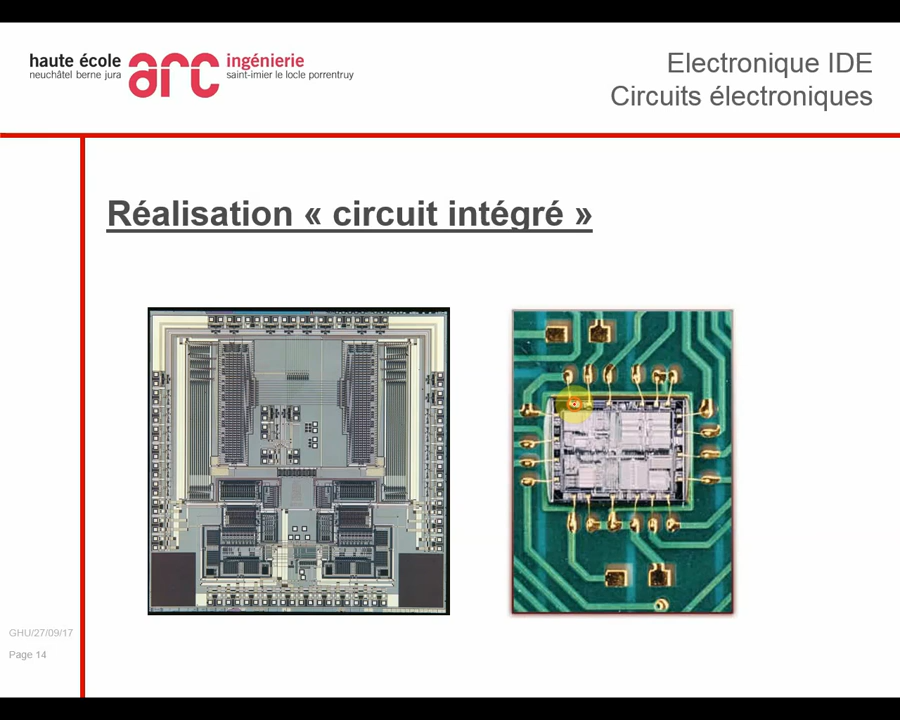 haute école arc ingénierie
neuchâtel berne jura saint-imier le locle porrentruy
Electronique IDE
Circuits électroniques
Réalisation « circuit intégré »
GHU/27/09/17
Page 14